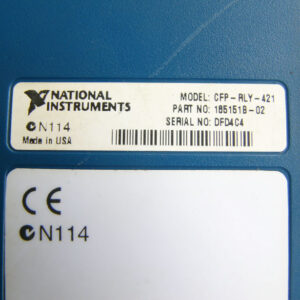 NATIONAL
INSTRUMENTS
MODEL: CFP-RLY-421
PART NO: 185151B-02
SERIAL NO: DFD4C4
N114
Made in USA
CE
N114